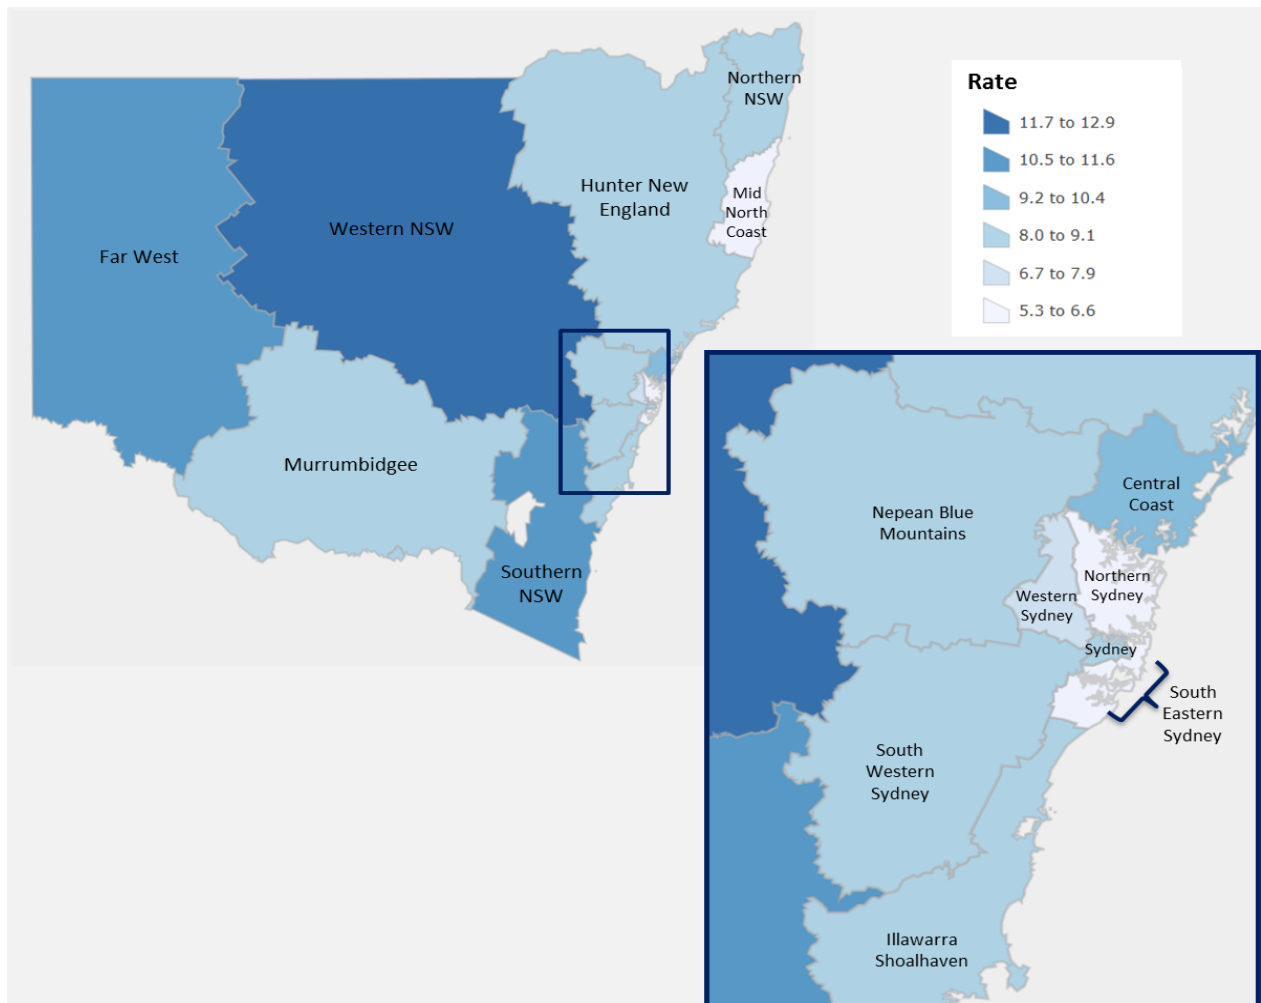 Northern
NSW
Hunter New
England
Mid
North
Coast
Western NSW
Far West
Murrumbidgee
Southern
NSW
Rate
11.7 to 12.9
10.5 to 11.6
9.2 to 10.4
8.0 to 9.1
6.7 to 7.9
5.3 to 6.6
Central
Coast
Nepean Blue
Mountains
Northern
Sydney
Western
Sydney
Sydney
South
Eastern
Sydney
South
Western
Sydney
Illawarra
Shoalhaven